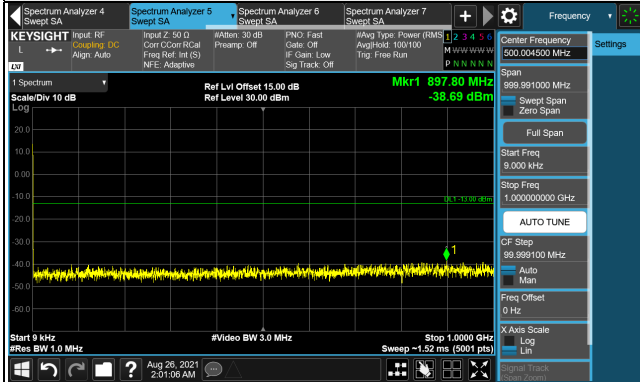 Spectrum Analyzer 4
Swept SA
Spectrum Analyzer 5
Swept SA
Spectrum Analyzer 6
Swept SA
Spectrum Analyzer 7
Swept SA
Frequency
KEYSIGHT
L
LXI
Input: RF
Coupling: DC
Align: Auto
Input Z: 50 Ω
Corr CCorr RCal
Freq Ref: Int (S)
NFE: Adaptive
#Atten: 30 dB
Preamp: Off
PNO: Fast
Gate: Off
IF Gain: Low
Sig Track: Off
#Avg Type: Power (RMS
Avg|Hold: 100/100
Trig: Free Run
1 2 3 4 5 6
M W W W W W
P N N N N N
1 Spectrum
Scale/Div 10 dB
Log
Ref Lvl Offset 15.00 dB
Ref Level 30.00 dBm
Mkr1 897.80 MHz
-38.69 dBm
20.0
10.0
0.00
-10.0
-20.0
-30.0
-40.0
-50.0
-60.0
DL1 -13.00 dBm
1
Start 9 kHz
#Res BW 1.0 MHz
#Video BW 3.0 MHz
Stop 1.0000 GHz
Sweep ~1.52 ms (5001 pts)
?
Aug 26, 2021
2:01:06 AM
Center Frequency
500.004500 MHz
Settings
Span
999.991000 MHz
Swept Span
Zero Span
Full Span
Start Freq
9.000 kHz
Stop Freq
1.000000000 GHz
AUTO TUNE
CF Step
99.999100 MHz
Auto
Man
Freq Offset
0 Hz
X Axis Scale
Log
Lin
Signal Track
(Span Zoom)